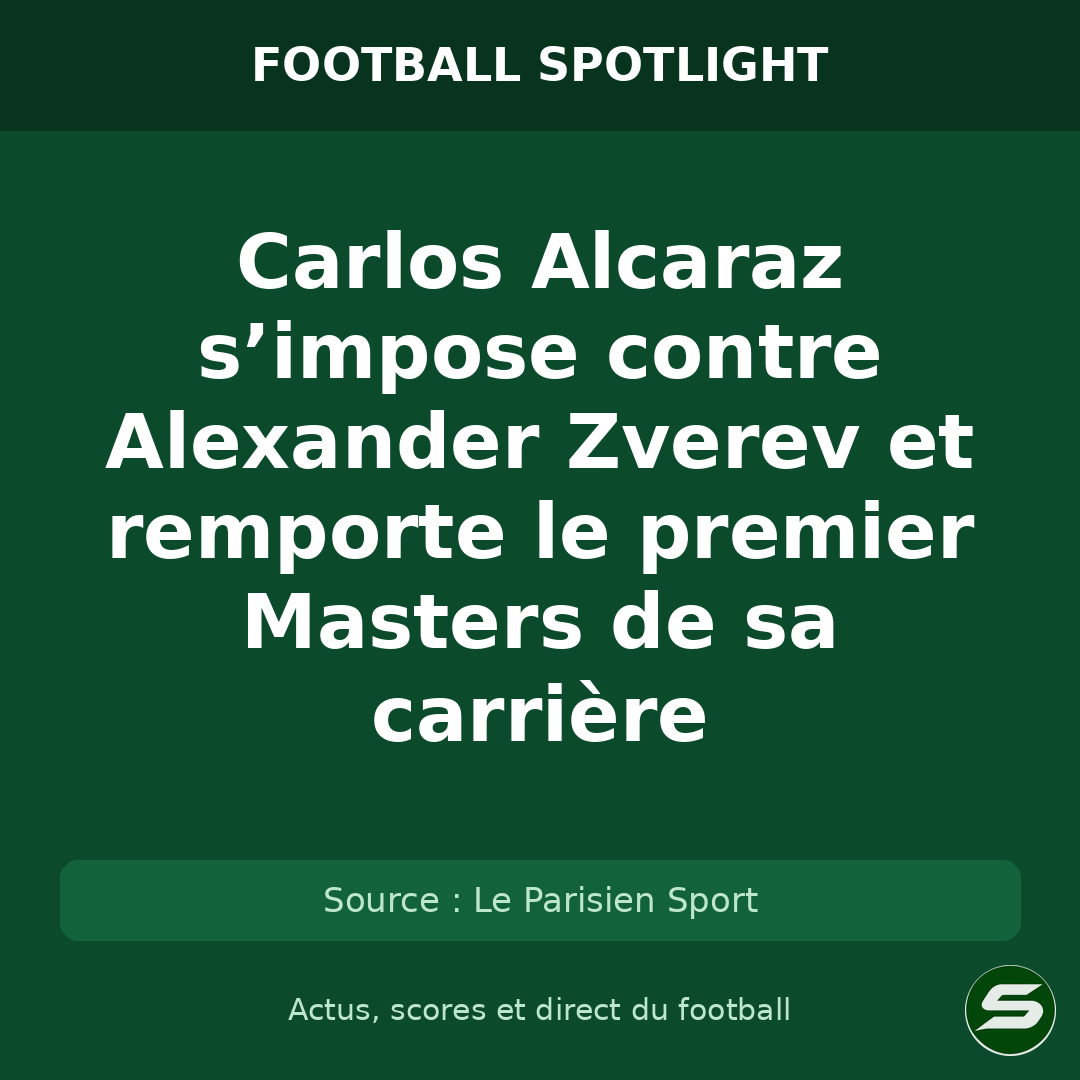 FOOTBALL SPOTLIGHT
Carlos Alcaraz
s’impose contre
Alexander Zverev et
remporte le premier
Masters de sa
carrière
Source : Le Parisien Sport
Actus, scores et direct du football
S